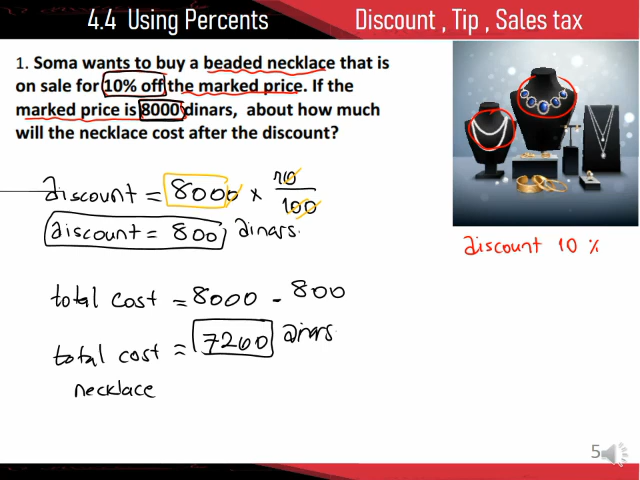 4.4 Using Percents
Discount , Tip , Sales tax
1. Soma wants to buy a beaded necklace that is
on sale for 10% off the marked price. If the
marked price is 8000 dinars, about how much
will the necklace cost after the discount?
discount = 8000 × 10/100
discount = 800 dinars.
discount 10 %
total cost = 8000 - 800
total cost = 7200 dinars.
necklace
5